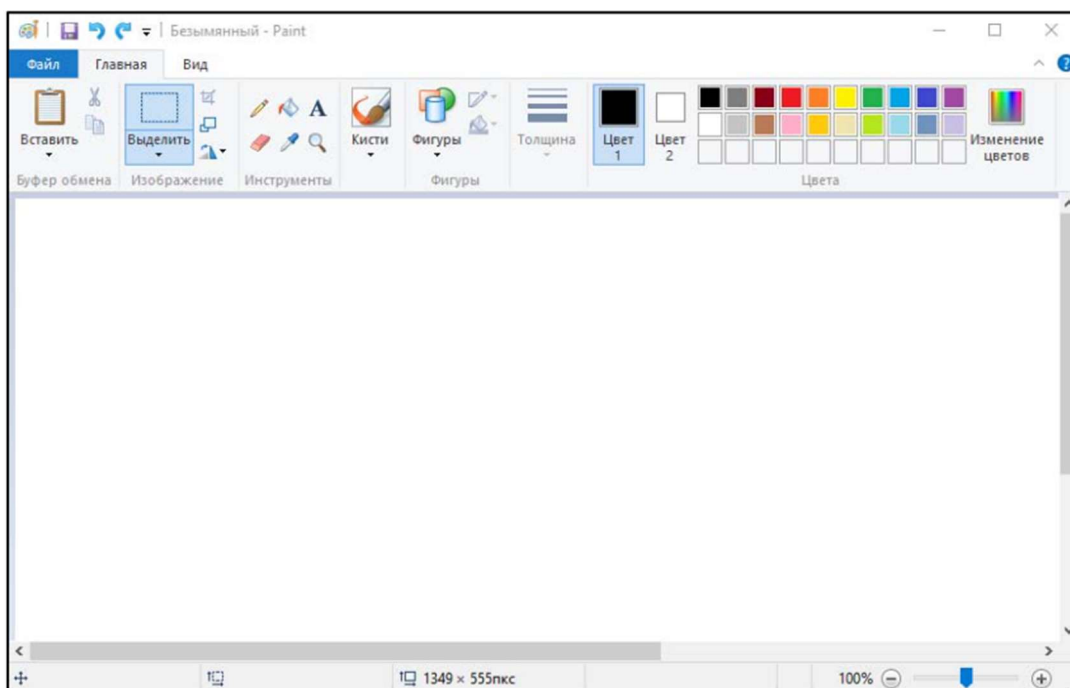 Безымянный - Paint
Файл Главная Вид
Вставить
Выделить
Кисти
Фигуры
Толщина
Цвет 1
Цвет 2
Изменение цветов
Буфер обмена Изображение Инструменты Фигуры Цвета
1349 × 555пкс 100%